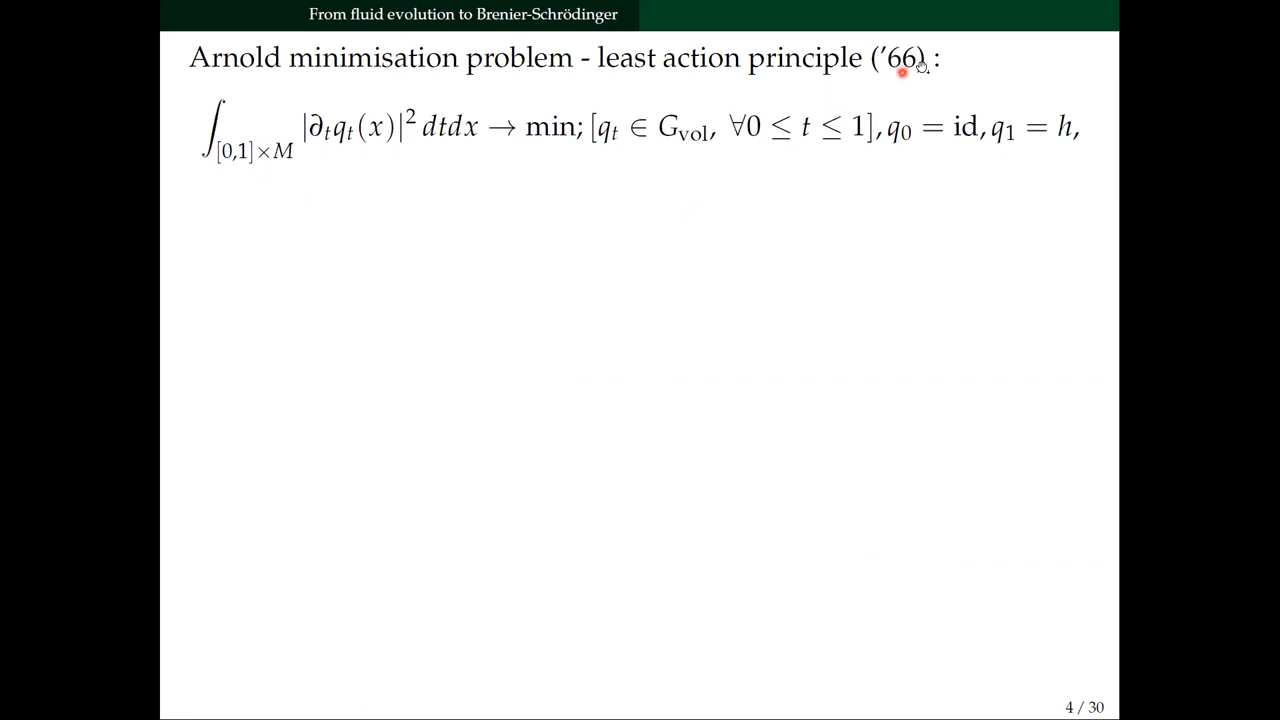 From fluid evolution to Brenier-Schrödinger
Arnold minimisation problem - least action principle ('66) :
∫_{[0,1]×M} |∂_t q_t(x)|² dtdx → min; [q_t ∈ G_vol, ∀0 ≤ t ≤ 1], q_0 = id, q_1 = h,
4 / 30